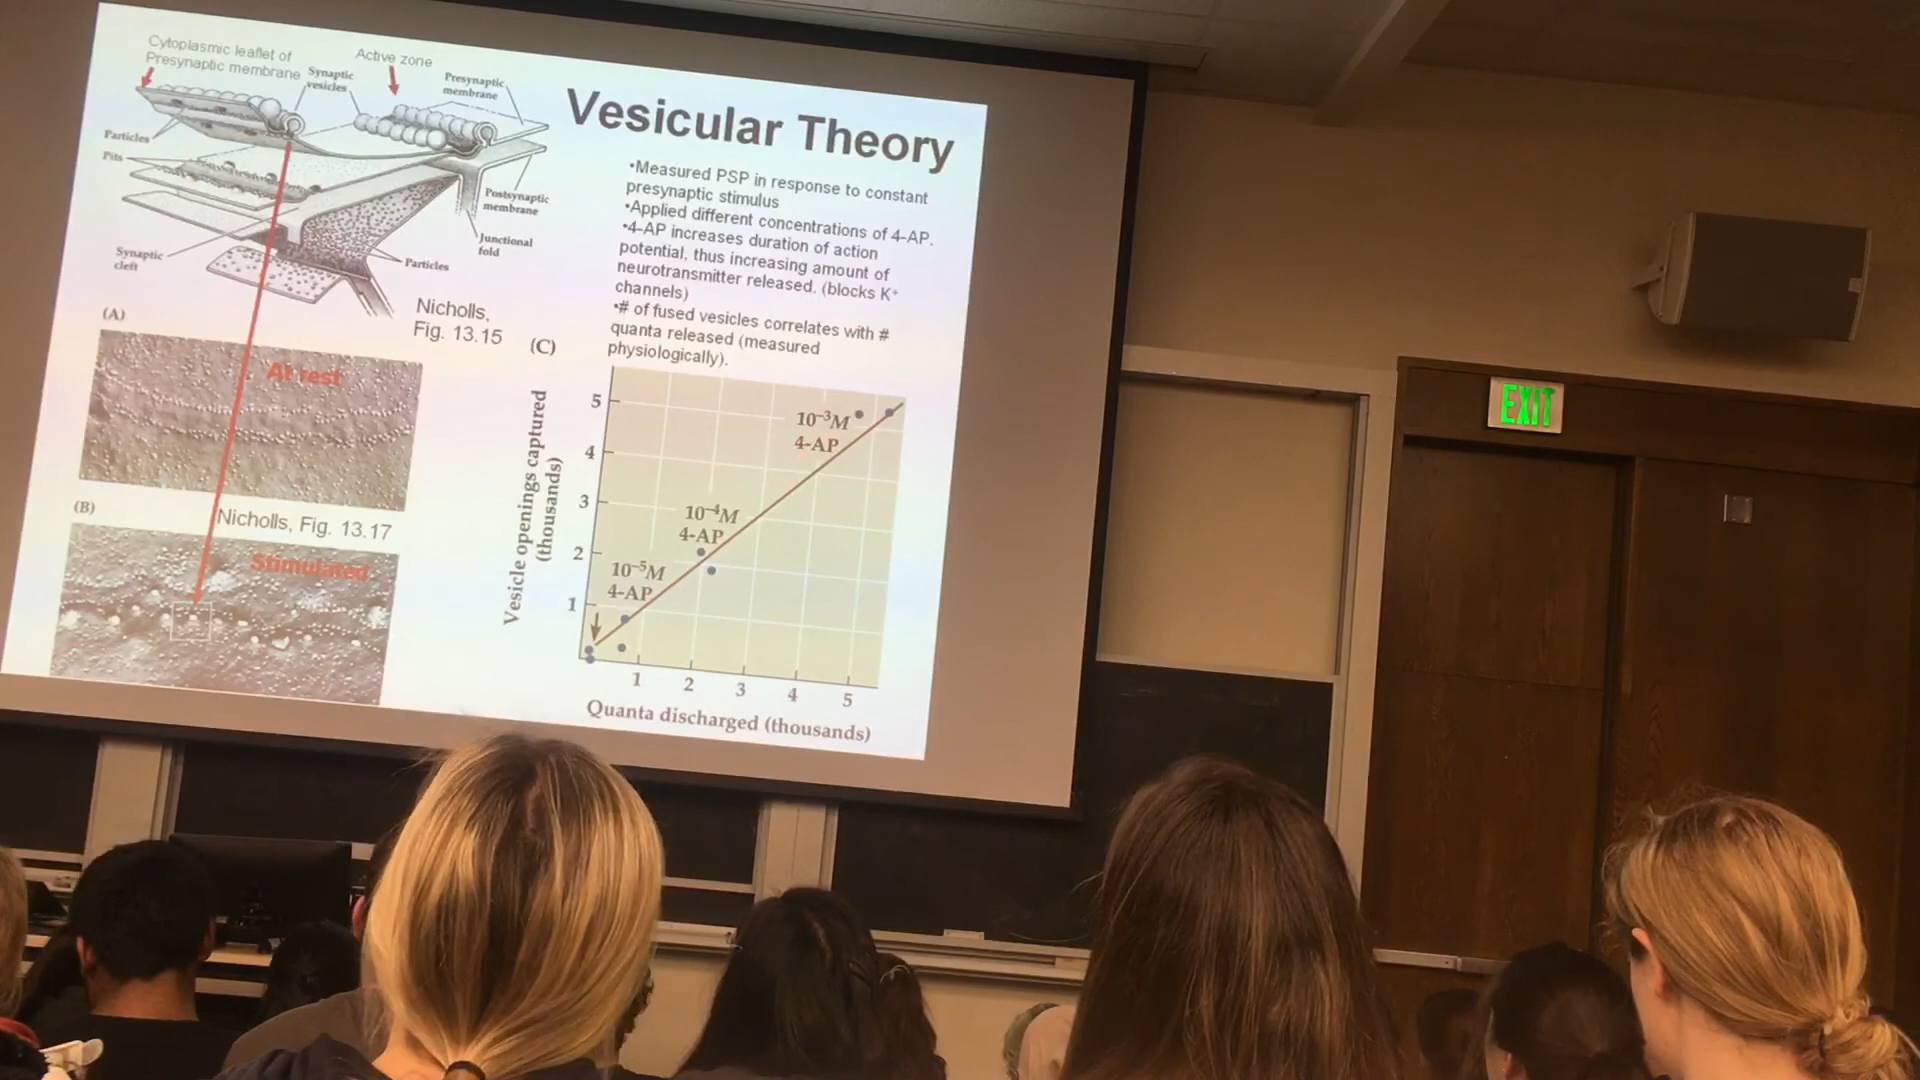 Cytoplasmic leaflet of
Presynaptic membrane
Active zone
Synaptic
vesicles
Presynaptic
membrane
Particles
Pits
Postsynaptic
membrane
Junctional
fold
Particles
Synaptic
cleft
Nicholls,
Fig. 13.15
Vesicular Theory
•Measured PSP in response to constant
presynaptic stimulus
•Applied different concentrations of 4-AP.
•4-AP increases duration of action
potential, thus increasing amount of
neurotransmitter released. (blocks K+
channels)
•# of fused vesicles correlates with #
quanta released (measured
physiologically).
(A)
At rest
(B)
Nicholls, Fig. 13.17
Stimulated
(C)
Vesicle openings captured
(thousands)
5
4
3
2
1
10⁻³M
4-AP
10⁻⁴M
4-AP
10⁻⁵M
4-AP
1 2 3 4 5
Quanta discharged (thousands)
EXIT